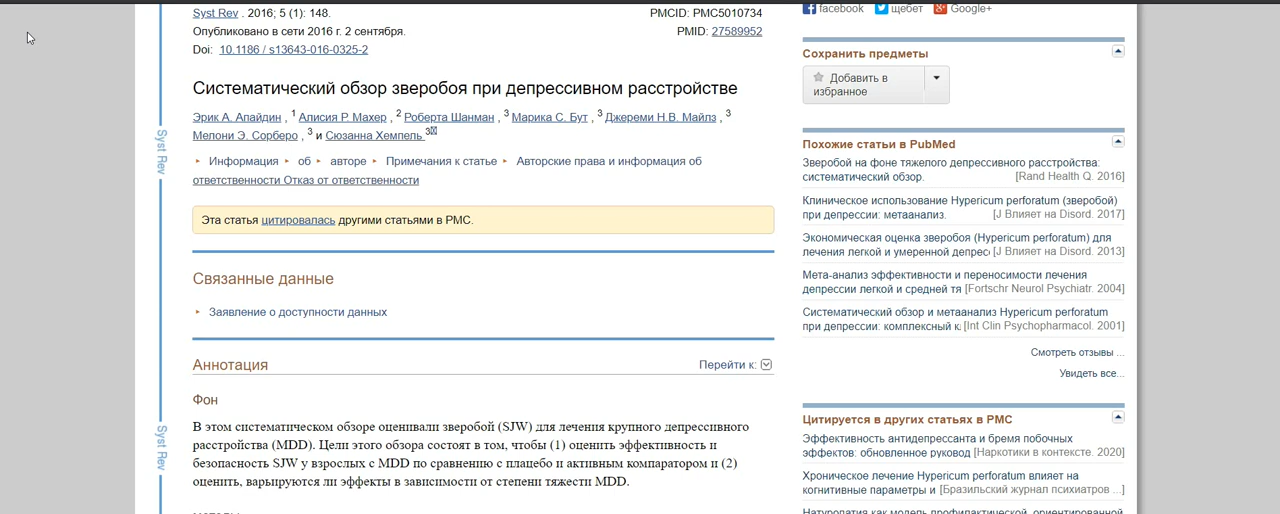 Syst Rev . 2016; 5 (1): 148.
PMCID: PMC5010734
Опубликовано в сети 2016 г. 2 сентября.
PMID: 27589952
Doi: 10.1186 / s13643-016-0325-2
Систематический обзор зверобоя при депрессивном расстройстве
Эрик А. Апайдин , 1 Алисия Р. Махер , 2 Роберта Шанман , 3 Марика С. Бут , 3 Джереми Н.В. Майлз , 3
Мелони Э. Сорберо , 3 и Сюзанна Хемпель 3
Информация об авторе Примечания к статье Авторские права и информация об
ответственности Отказ от ответственности
Эта статья цитировалась другими статьями в PMC.
Связанные данные
Заявление о доступности данных
Аннотация
Перейти к:
Фон
В этом систематическом обзоре оценивали зверобой (SJW) для лечения крупного депрессивного
расстройства (MDD). Цели этого обзора состоят в том, чтобы (1) оценить эффективность и
безопасность SJW у взрослых с MDD по сравнению с плацебо и активным компаратором и (2)
оценить, варьируются ли эффекты в зависимости от степени тяжести MDD.
Syst Rev
Syst Rev
facebook щебет Google+
Сохранить предметы
Добавить в
избранное
Похожие статьи в PubMed
Зверобой на фоне тяжелого депрессивного расстройства:
систематический обзор. [Rand Health Q. 2016]
Клиническое использование Hypericum perforatum (зверобой)
при депрессии: метаанализ. [J Влияет на Disord. 2017]
Экономическая оценка зверобоя (Hypericum perforatum) для
лечения легкой и умеренной депресс [J Влияет на Disord. 2013]
Мета-анализ эффективности и переносимости лечения
депрессии легкой и средней тя [Fortschr Neurol Psychiatr. 2004]
Систематический обзор и метаанализ Hypericum perforatum
при депрессии: комплексный к [Int Clin Psychopharmacol. 2001]
Смотреть отзывы ...
Увидеть все...
Цитируется в других статьях в PMC
Эффективность антидепрессанта и бремя побочных
эффектов: обновленное руковод [Наркотики в контексте. 2020]
Хроническое лечение Hypericum perforatum влияет на
когнитивные параметры и [Бразильский журнал психиатров ...]
Натуропатия как модель профилактической, ориентированной